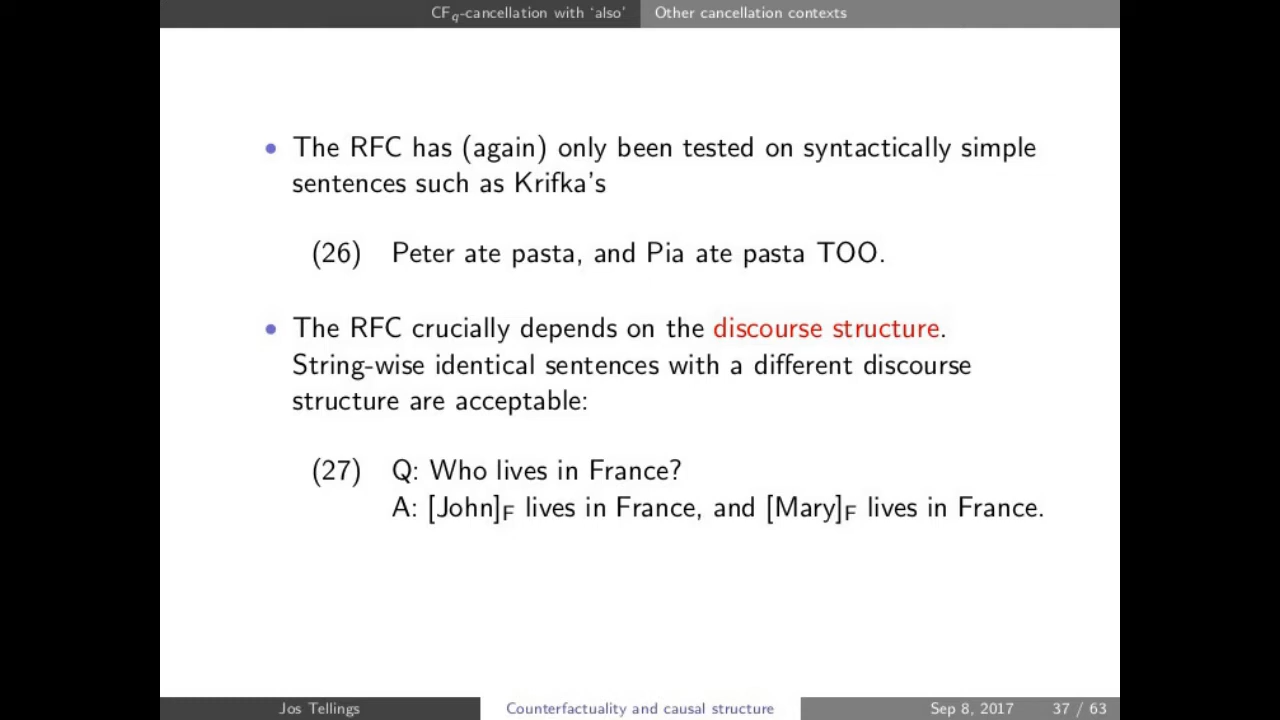 CFq-cancellation with ‘also’ Other cancellation contexts
• The RFC has (again) only been tested on syntactically simple
sentences such as Krifka's
(26) Peter ate pasta, and Pia ate pasta TOO.
• The RFC crucially depends on the discourse structure.
String-wise identical sentences with a different discourse
structure are acceptable:
(27) Q: Who lives in France?
A: [John]F lives in France, and [Mary]F lives in France.
Jos Tellings Counterfactuality and causal structure Sep 8, 2017 37 / 63